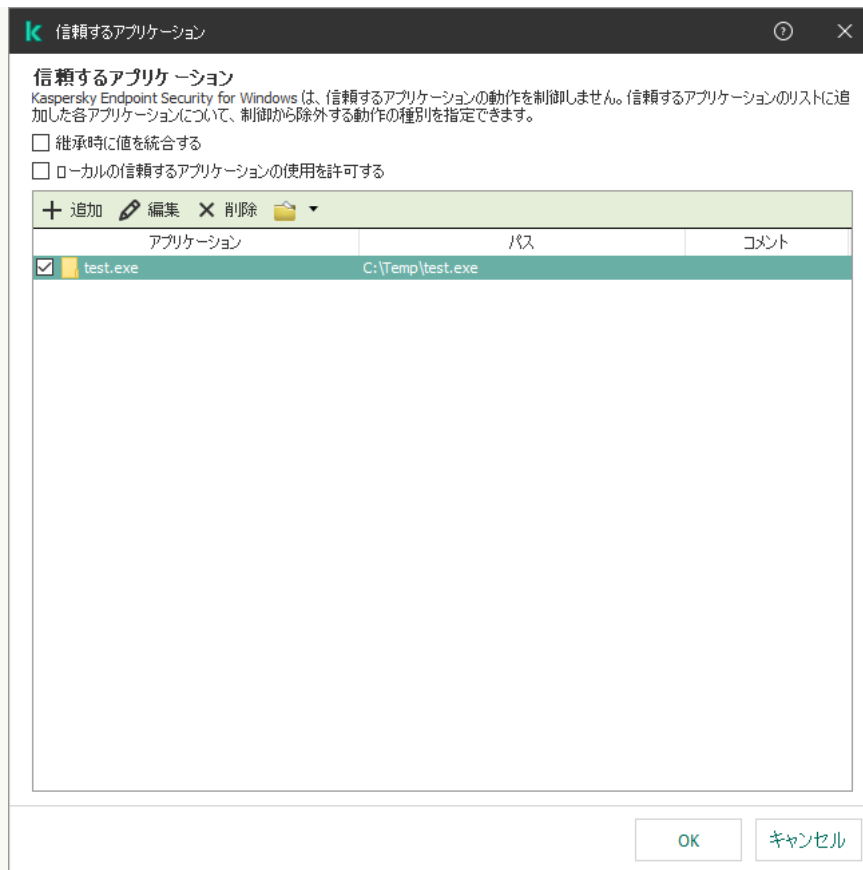 信頼するアプリケーション
信頼するアプリケーション
Kaspersky Endpoint Security for Windows は、信頼するアプリケーションの動作を制御しません。信頼するアプリケーションのリストに追
加した各アプリケーションについて、制御から除外する動作の種別を指定できます。
継承時に値を統合する
ローカルの信頼するアプリケーションの使用を許可する
追加 編集 削除
アプリケーション パス コメント
test.exe C:\Temp\test.exe
OK キャンセル